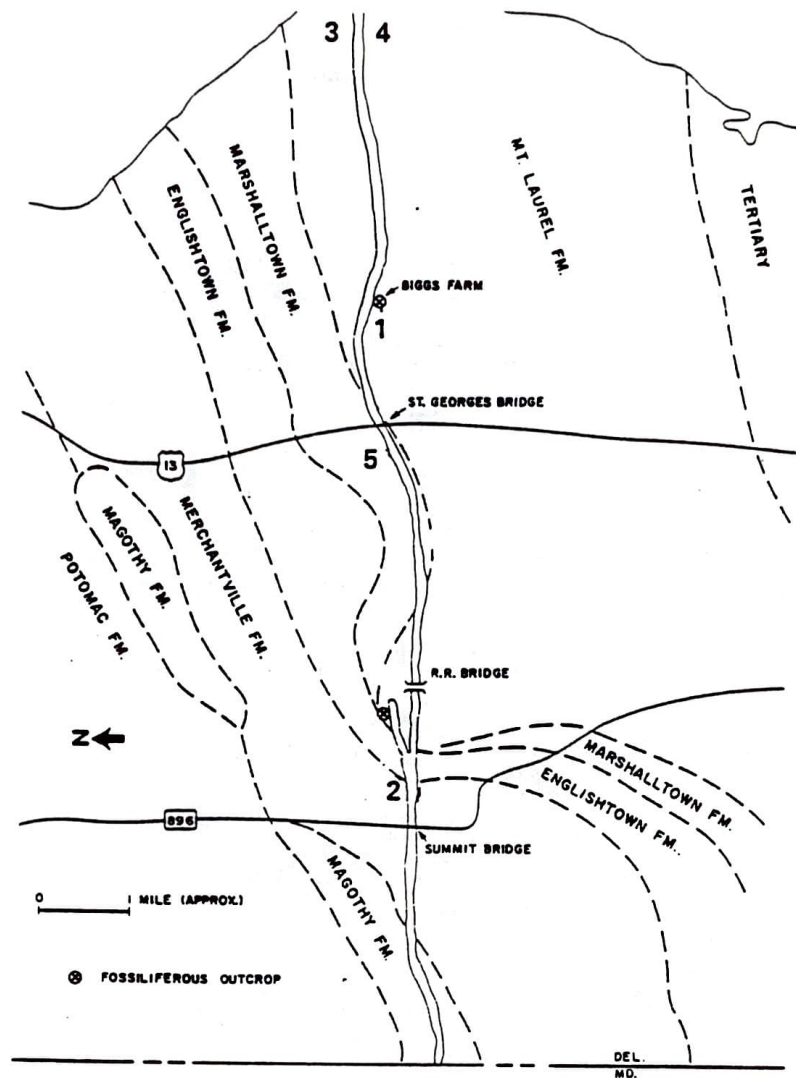 3 4
MARSHALLTOWN FM.
ENGLISHTOWN FM.
MT. LAUREL FM.
TERTIARY
BIGGS FARM
1
ST. GEORGES BRIDGE
13
5
MAGOTHY FM.
POTOMAC FM.
MERCHANTVILLE FM.
R.R. BRIDGE
N
MARSHALLTOWN FM.
ENGLISHTOWN FM.
2
896
SUMMIT BRIDGE
MAGOTHY FM.
0 1 MILE (APPROX.)
FOSSILIFEROUS OUTCROP
DEL.
MD.